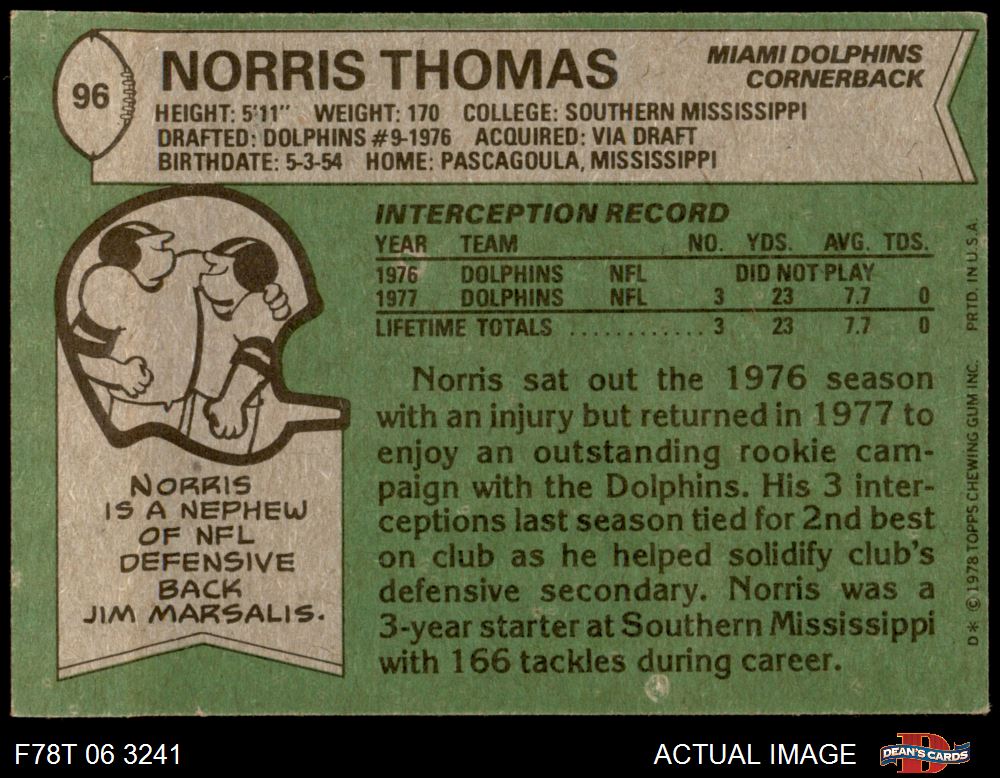 96
NORRIS THOMAS
MIAMI DOLPHINS
CORNERBACK
HEIGHT: 5'11" WEIGHT: 170 COLLEGE: SOUTHERN MISSISSIPPI
DRAFTED: DOLPHINS #9-1976 ACQUIRED: VIA DRAFT
BIRTHDATE: 5-3-54 HOME: PASCAGOULA, MISSISSIPPI
INTERCEPTION RECORD
YEAR TEAM NO. YDS. AVG. TDS.
1976 DOLPHINS NFL DID NOT PLAY
1977 DOLPHINS NFL 3 23 7.7 0
LIFETIME TOTALS ............ 3 23 7.7 0
Norris sat out the 1976 season
with an injury but returned in 1977 to
enjoy an outstanding rookie cam-
paign with the Dolphins. His 3 inter-
ceptions last season tied for 2nd best
on club as he helped solidify club's
defensive secondary. Norris was a
3-year starter at Southern Mississippi
with 166 tackles during career.
NORRIS
IS A NEPHEW
OF NFL
DEFENSIVE
BACK
JIM MARSALIS.
D* © 1978 TOPPS CHEWING GUM INC. PRTD. IN U.S.A.
F78T 06 3241
ACTUAL IMAGE
D
DEAN'S CARDS